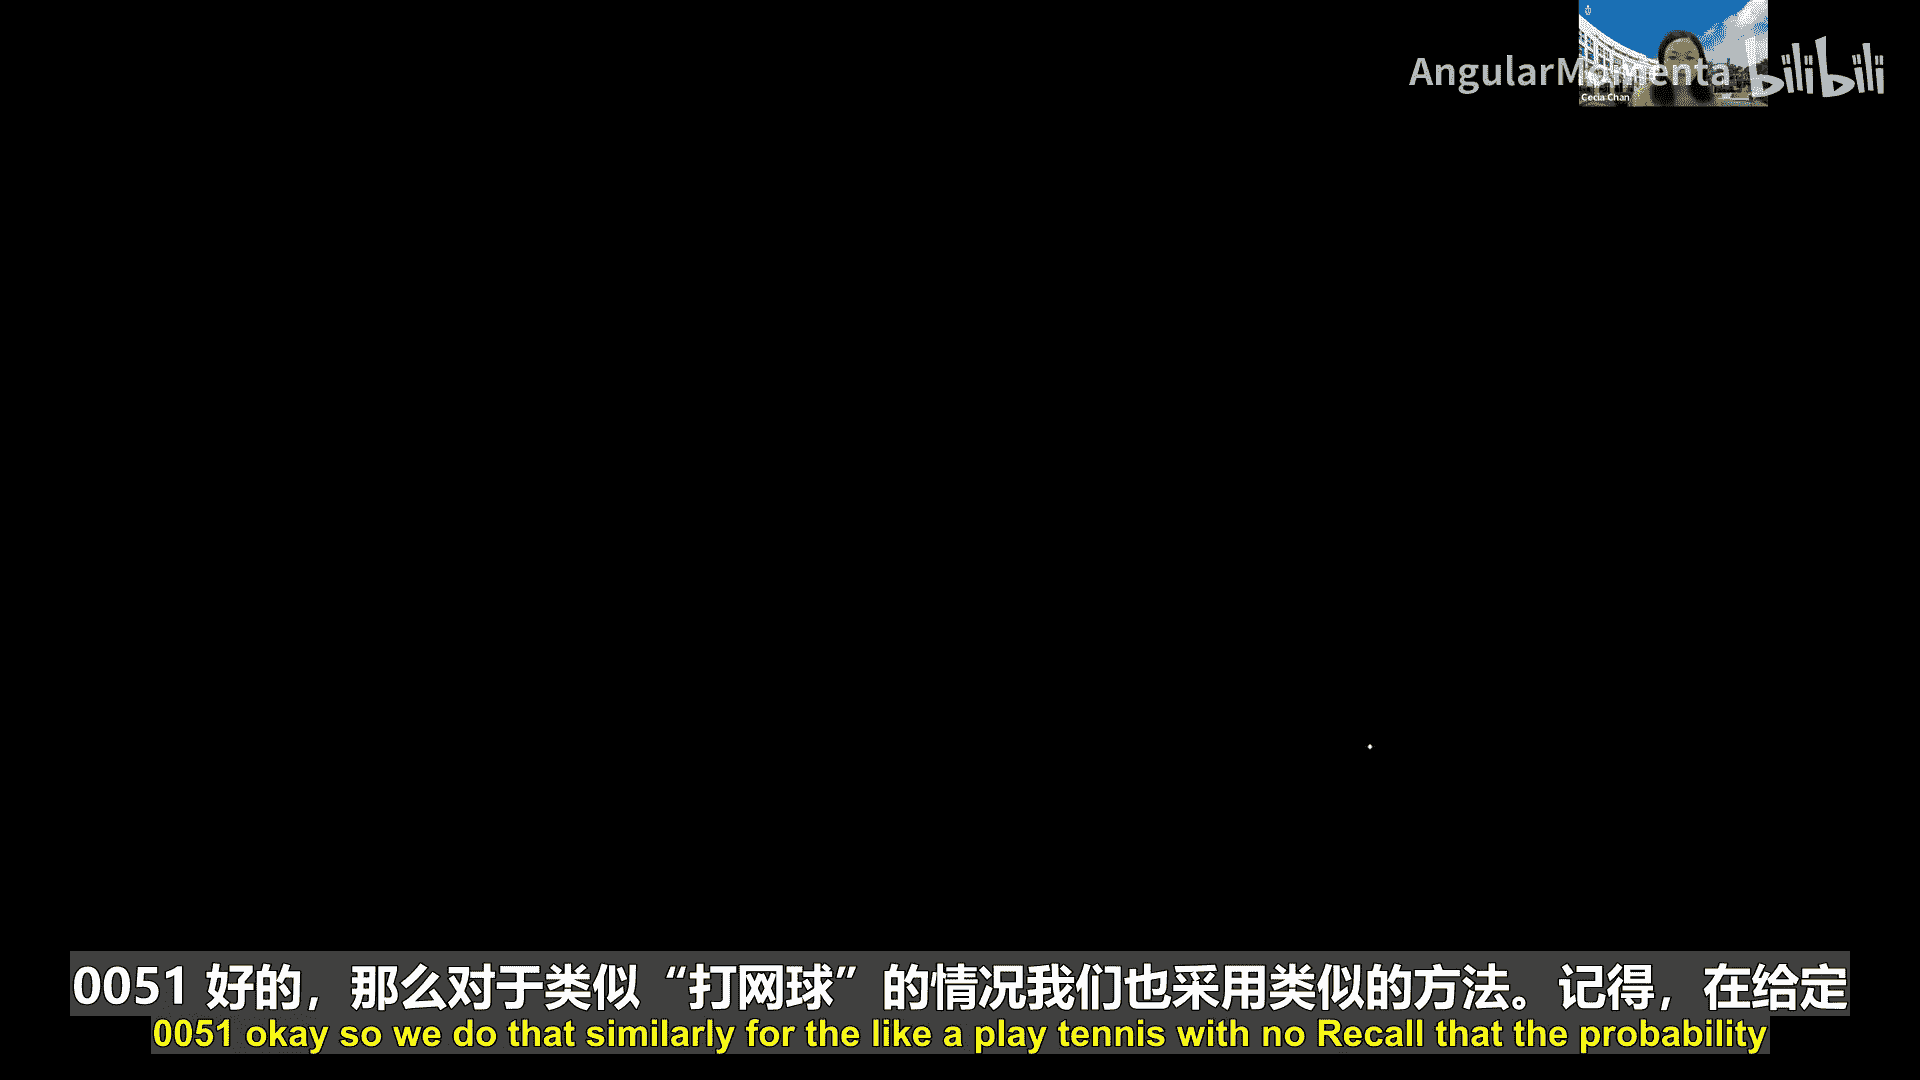 AngularMomenta bilibili
Cecia Chan
0051 好的，那么对于类似“打网球”的情况我们也采用类似的方法。记得，在给定
0051 okay so we do that similarly for the like a play tennis with no Recall that the probability